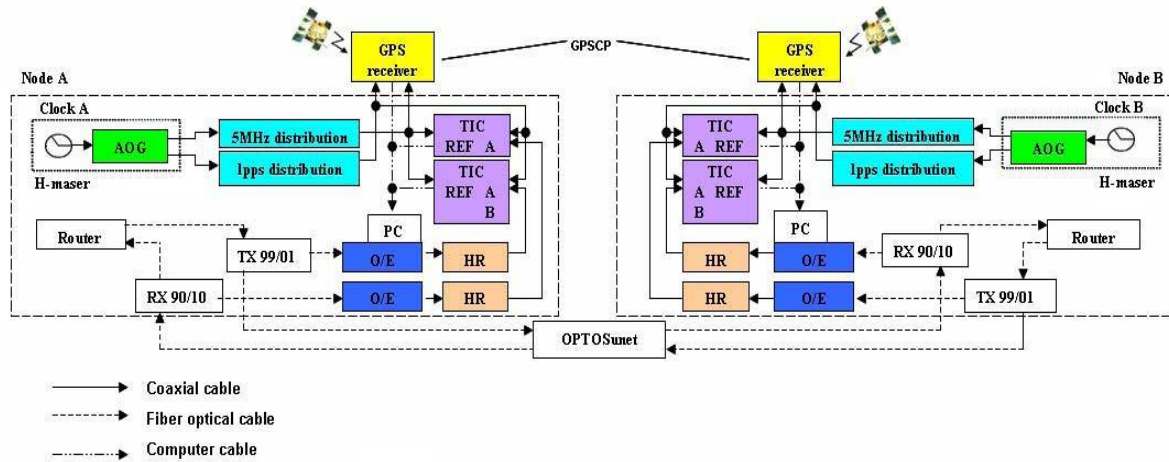 GPS
receiver
GPSCP
GPS
receiver
Node A
Node B
Clock A
AOG
H-maser
5MHz distribution
1pps distribution
TIC
REF A
TIC
REF A
B
PC
Router
TX 99/01
O/E
HR
RX 90/10
O/E
HR
TIC
A REF
TIC
A REF
B
5MHz distribution
1pps distribution
Clock B
AOG
H-maser
PC
HR
O/E
RX 90/10
Router
HR
O/E
TX 99/01
OPTOSunet
Coaxial cable
Fiber optical cable
Computer cable